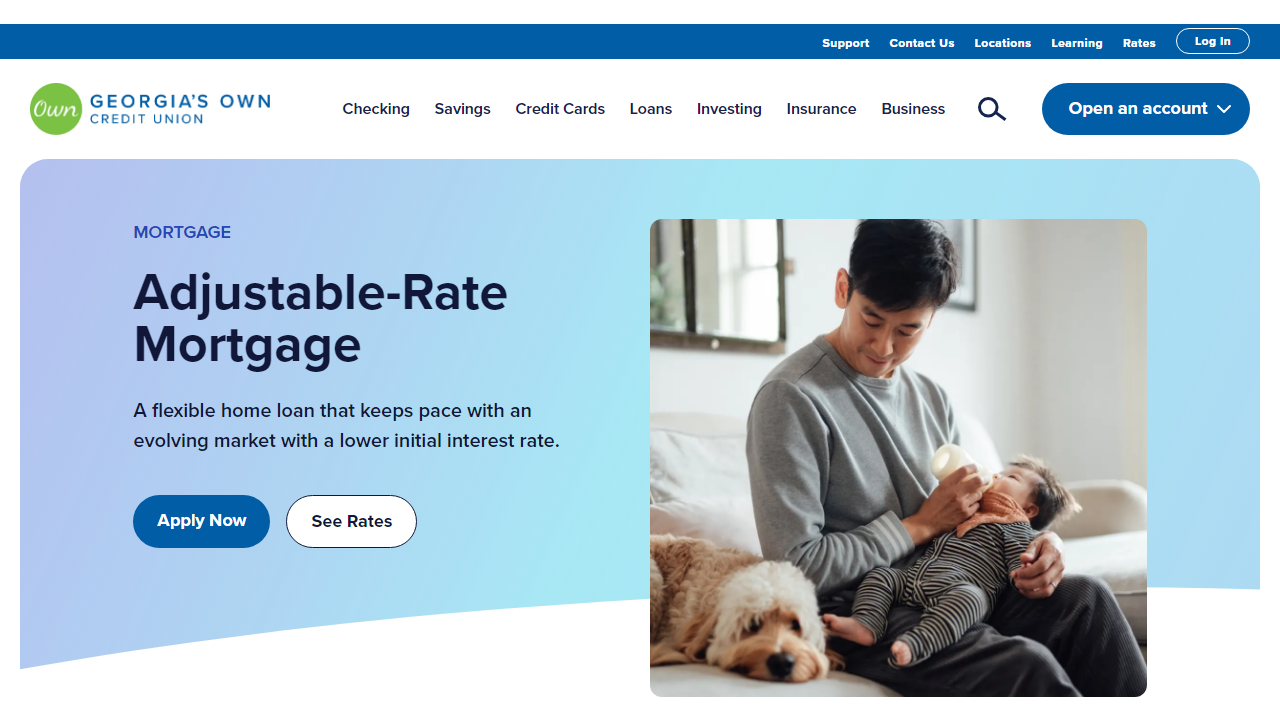 Support Contact Us Locations Learning Rates Log In
Own GEORGIA'S OWN
CREDIT UNION
Checking Savings Credit Cards Loans Investing Insurance Business Open an account
MORTGAGE
Adjustable-Rate
Mortgage
A flexible home loan that keeps pace with an
evolving market with a lower initial interest rate.
Apply Now See Rates